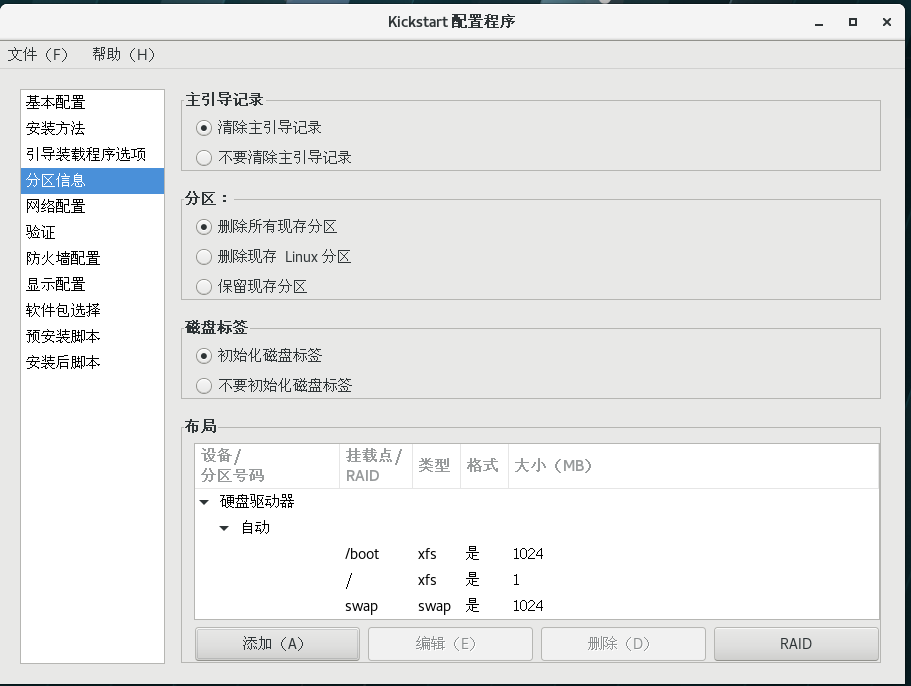 Kickstart 配置程序
文件（F） 帮助（H）
基本配置
安装方法
引导装载程序选项
分区信息
网络配置
验证
防火墙配置
显示配置
软件包选择
预安装脚本
安装后脚本
主引导记录
清除主引导记录
不要清除主引导记录
分区：
删除所有现存分区
删除现存 Linux 分区
保留现存分区
磁盘标签
初始化磁盘标签
不要初始化磁盘标签
布局
设备/
分区号码
挂载点/
RAID
类型
格式
大小（MB）
硬盘驱动器
自动
/boot xfs 是 1024
/ xfs 是 1
swap swap 是 1024
添加（A） 编辑（E） 删除（D） RAID